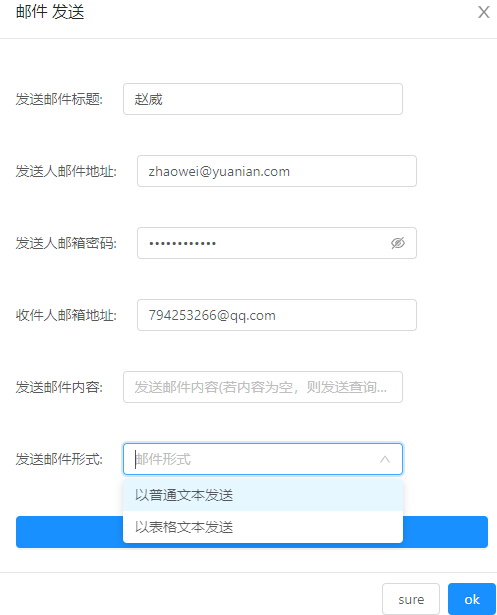 邮件 发送
发送邮件标题: 赵威
发送人邮件地址: zhaowei@yuanian.com
发送人邮箱密码: ••••••••••••
收件人邮箱地址: 794253266@qq.com
发送邮件内容: 发送邮件内容(若内容为空，则发送查询...
发送邮件形式: 邮件形式
以普通文本发送
以表格文本发送
sure ok